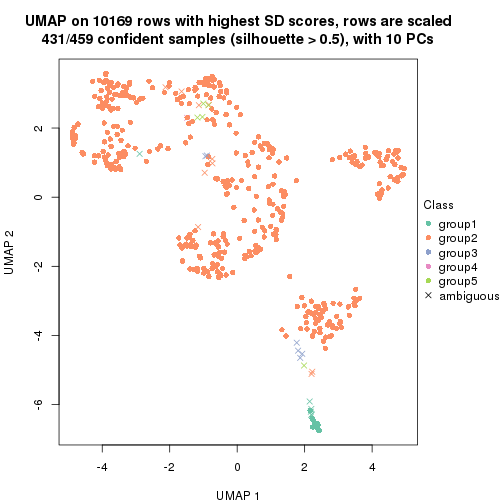 UMAP on 10169 rows with highest SD scores, rows are scaled
431/459 confident samples (silhouette > 0.5), with 10 PCs
2
0
-2
-4
-6
UMAP 2
-4
-2
0
2
4
UMAP 1
Class
group1
group2
group3
group4
group5
ambiguous